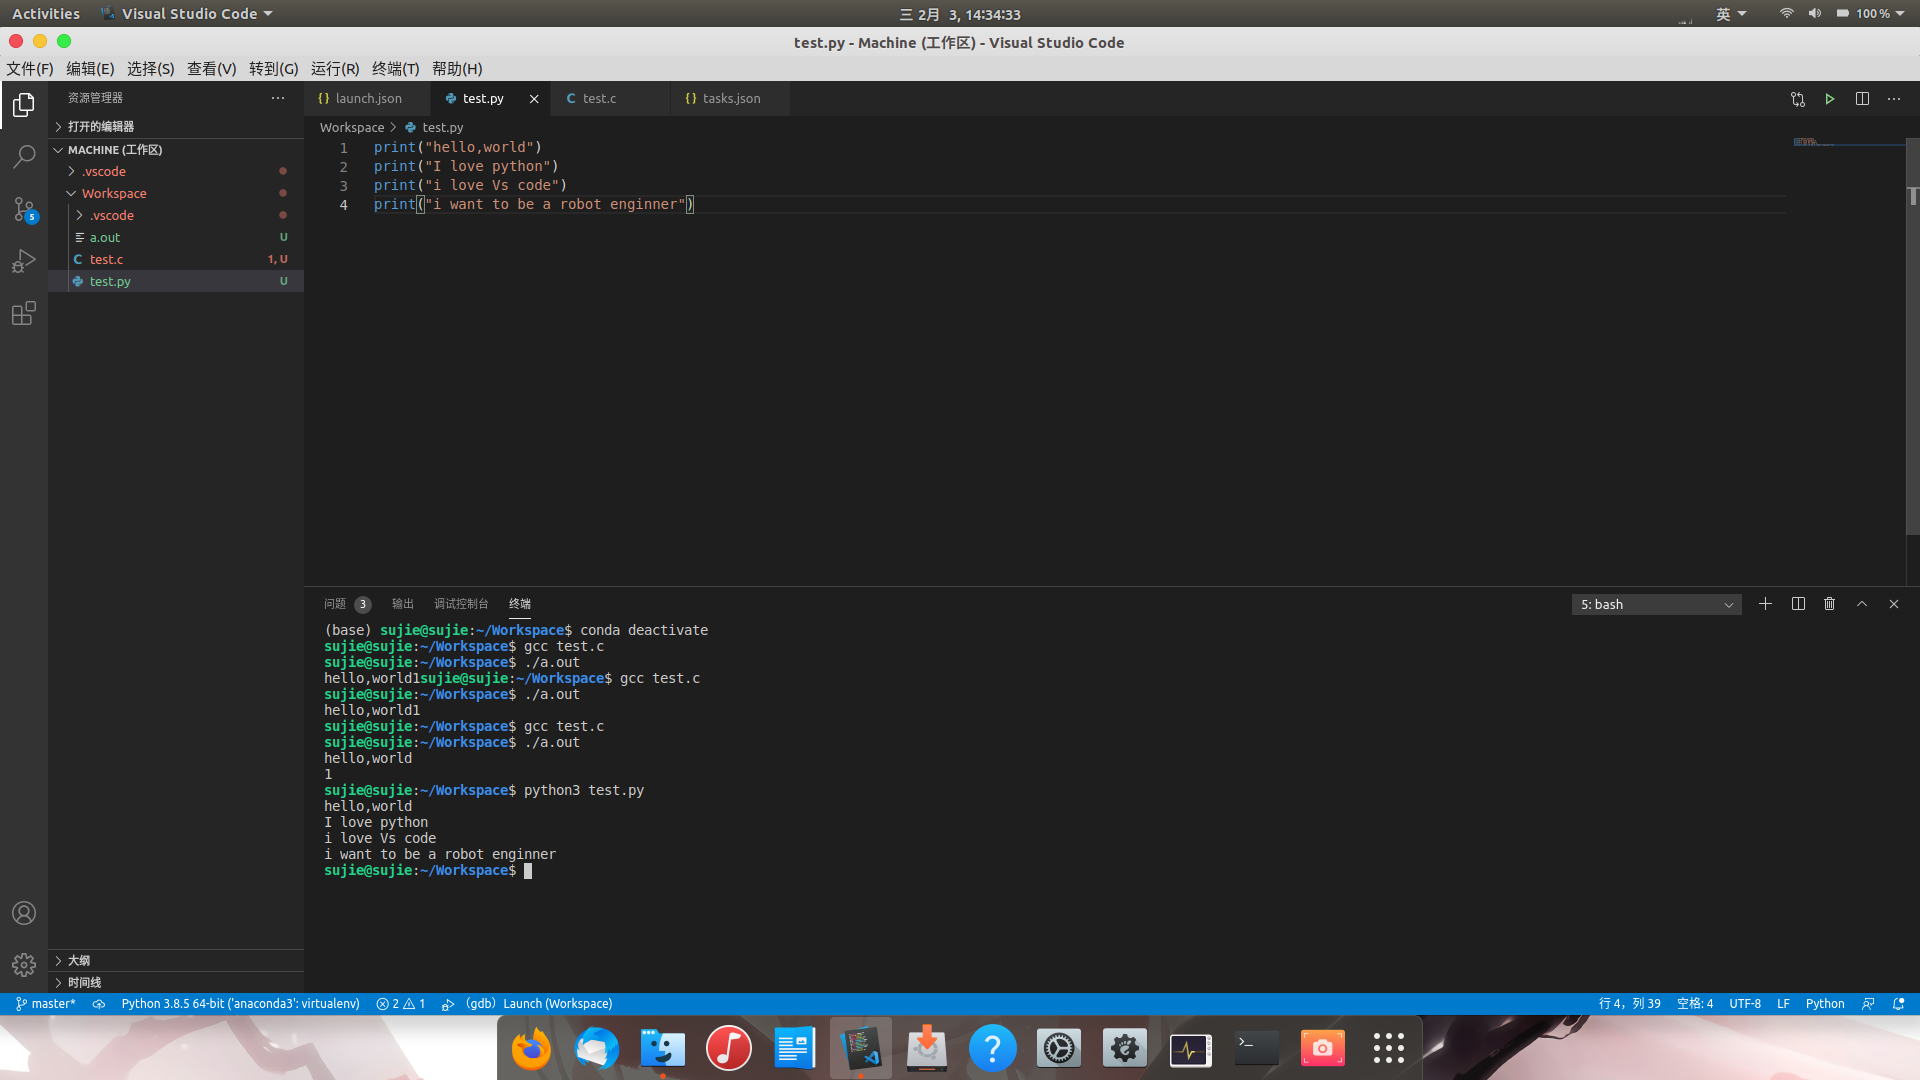 Activities Visual Studio Code 三 2月 3, 14:34:33 英 100 %
test.py - Machine (工作区) - Visual Studio Code
文件(F) 编辑(E) 选择(S) 查看(V) 转到(G) 运行(R) 终端(T) 帮助(H)
资源管理器
launch.json test.py test.c tasks.json
打开的编辑器
Workspace > test.py
MACHINE (工作区)
.vscode
Workspace
.vscode
a.out U
test.c 1, U
test.py U
5
1 print("hello,world")
2 print("I love python")
3 print("i love Vs code")
4 print("i want to be a robot enginner")
问题 3 输出 调试控制台 终端 5: bash
(base) sujie@sujie:~/Workspace$ conda deactivate
sujie@sujie:~/Workspace$ gcc test.c
sujie@sujie:~/Workspace$ ./a.out
hello,world1sujie@sujie:~/Workspace$ gcc test.c
sujie@sujie:~/Workspace$ ./a.out
hello,world1
sujie@sujie:~/Workspace$ gcc test.c
sujie@sujie:~/Workspace$ ./a.out
hello,world
1
sujie@sujie:~/Workspace$ python3 test.py
hello,world
I love python
i love Vs code
i want to be a robot enginner
sujie@sujie:~/Workspace$
大纲
时间线
master* Python 3.8.5 64-bit ('anaconda3': virtualenv) 2 1 (gdb) Launch (Workspace) 行 4, 列 39 空格: 4 UTF-8 LF Python